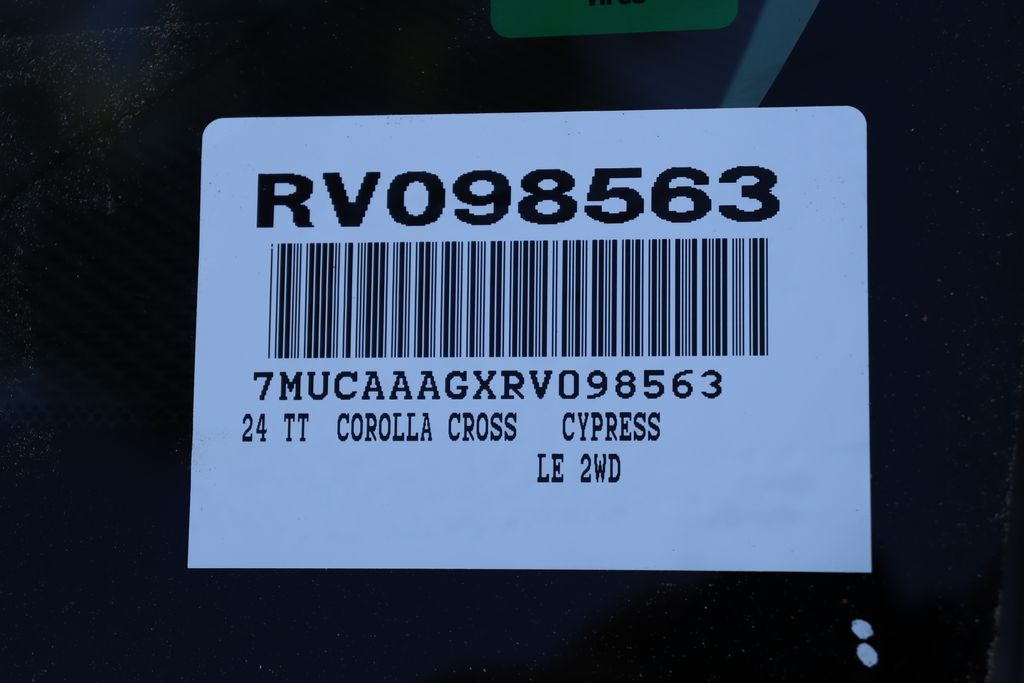 RV098563
7MUCAAAGXRV098563
24 TT COROLLA CROSS CYPRESS
LE 2WD